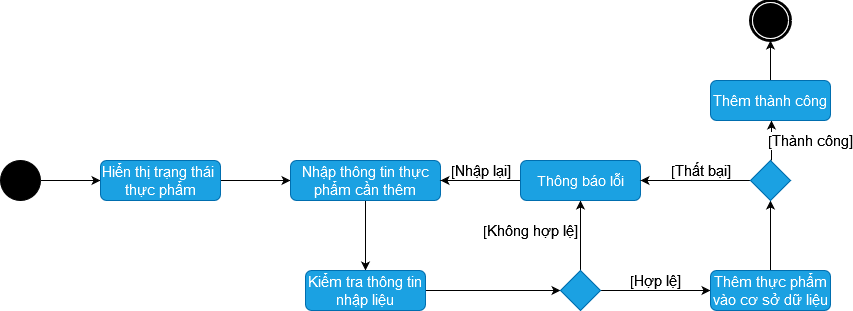 Thêm thành công
[Thành công]
Hiển thị trạng thái
thực phẩm
Nhập thông tin thực
phẩm cần thêm
[Nhập lại]
Thông báo lỗi
[Thất bại]
[Không hợp lệ]
Kiểm tra thông tin
nhập liệu
[Hợp lệ]
Thêm thực phẩm
vào cơ sở dữ liệu